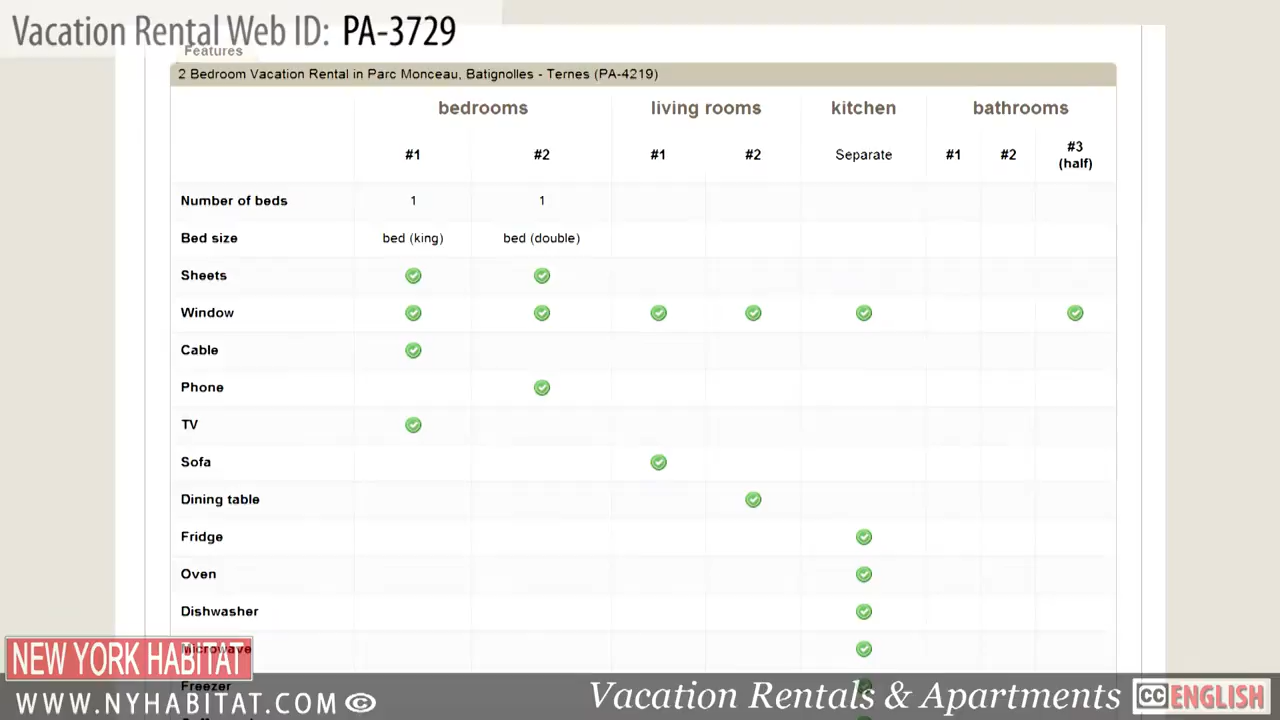 Vacation Rental Web ID: PA-3729
Features
2 Bedroom Vacation Rental in Parc Monceau, Batignolles - Ternes (PA-4219)
bedrooms living rooms kitchen bathrooms
#1 #2 #1 #2 Separate #1 #2 #3 (half)
Number of beds 1 1
Bed size bed (king) bed (double)
Sheets
Window
Cable
Phone
TV
Sofa
Dining table
Fridge
Oven
Dishwasher
Microwave
NEW YORK HABITAT
Freezer
WWW.NYHABITAT.COM ©
Vacation Rentals & Apartments CC ENGLISH